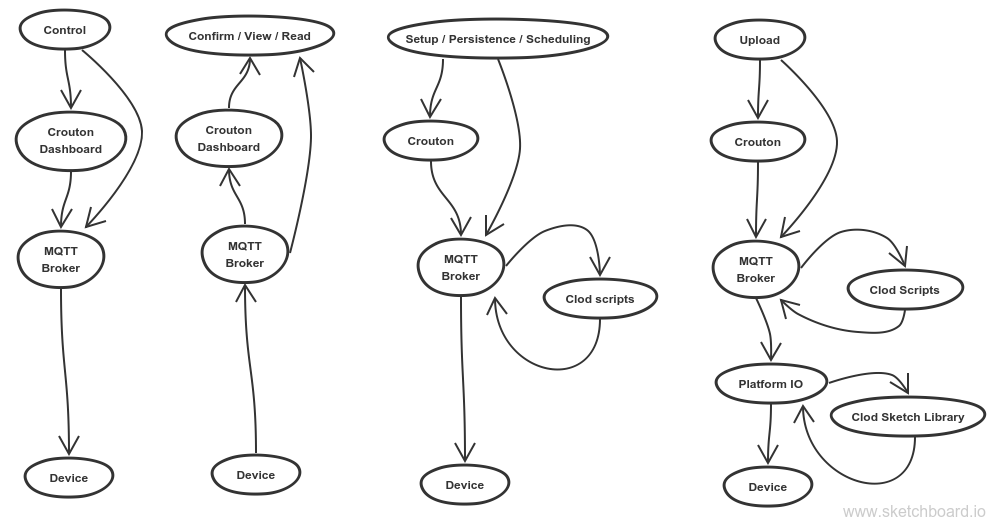 Control
Crouton
Dashboard
MQTT
Broker
Device
Confirm / View / Read
Crouton
Dashboard
MQTT
Broker
Device
Setup / Persistence / Scheduling
Crouton
MQTT
Broker
Clod scripts
Device
Upload
Crouton
MQTT
Broker
Clod Scripts
Platform IO
Clod Sketch Library
Device
www.sketchboard.io